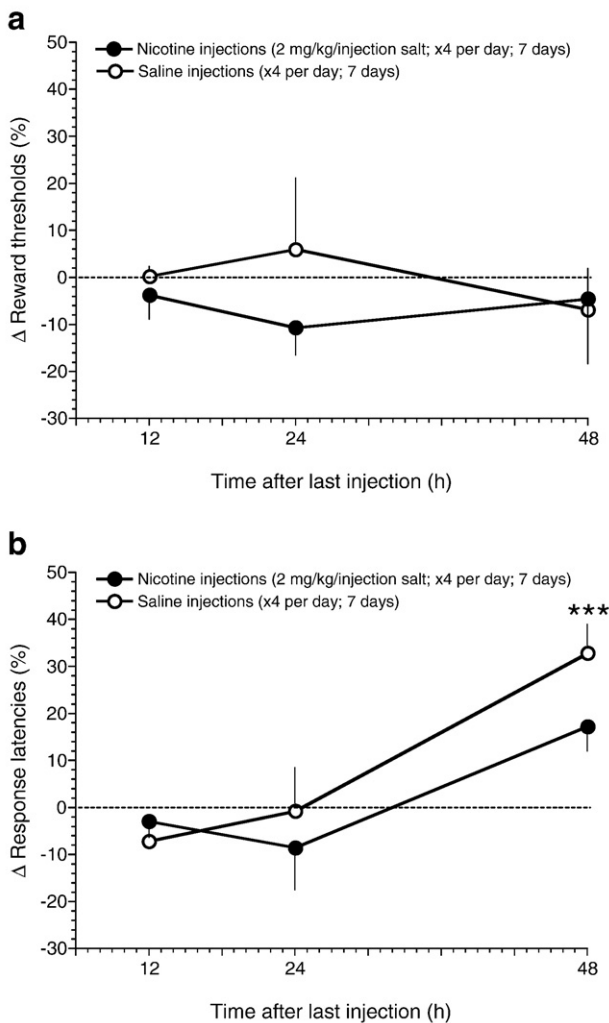 a
Nicotine injections (2 mg/kg/injection salt; x4 per day; 7 days)
Saline injections (x4 per day; 7 days)
Δ Reward thresholds (%)
50
40
30
20
10
0
-10
-20
-30
12 24 48
Time after last injection (h)
b
Nicotine injections (2 mg/kg/injection salt; x4 per day; 7 days)
Saline injections (x4 per day; 7 days)
Δ Response latencies (%)
50
40
30
20
10
0
-10
-20
-30
***
12 24 48
Time after last injection (h)